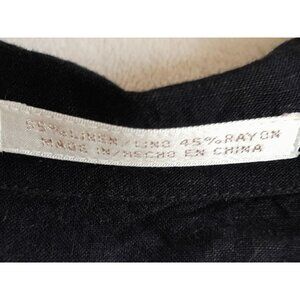 55% LINEN/LINO 45% RAYON
MADE IN/HECHO EN CHINA